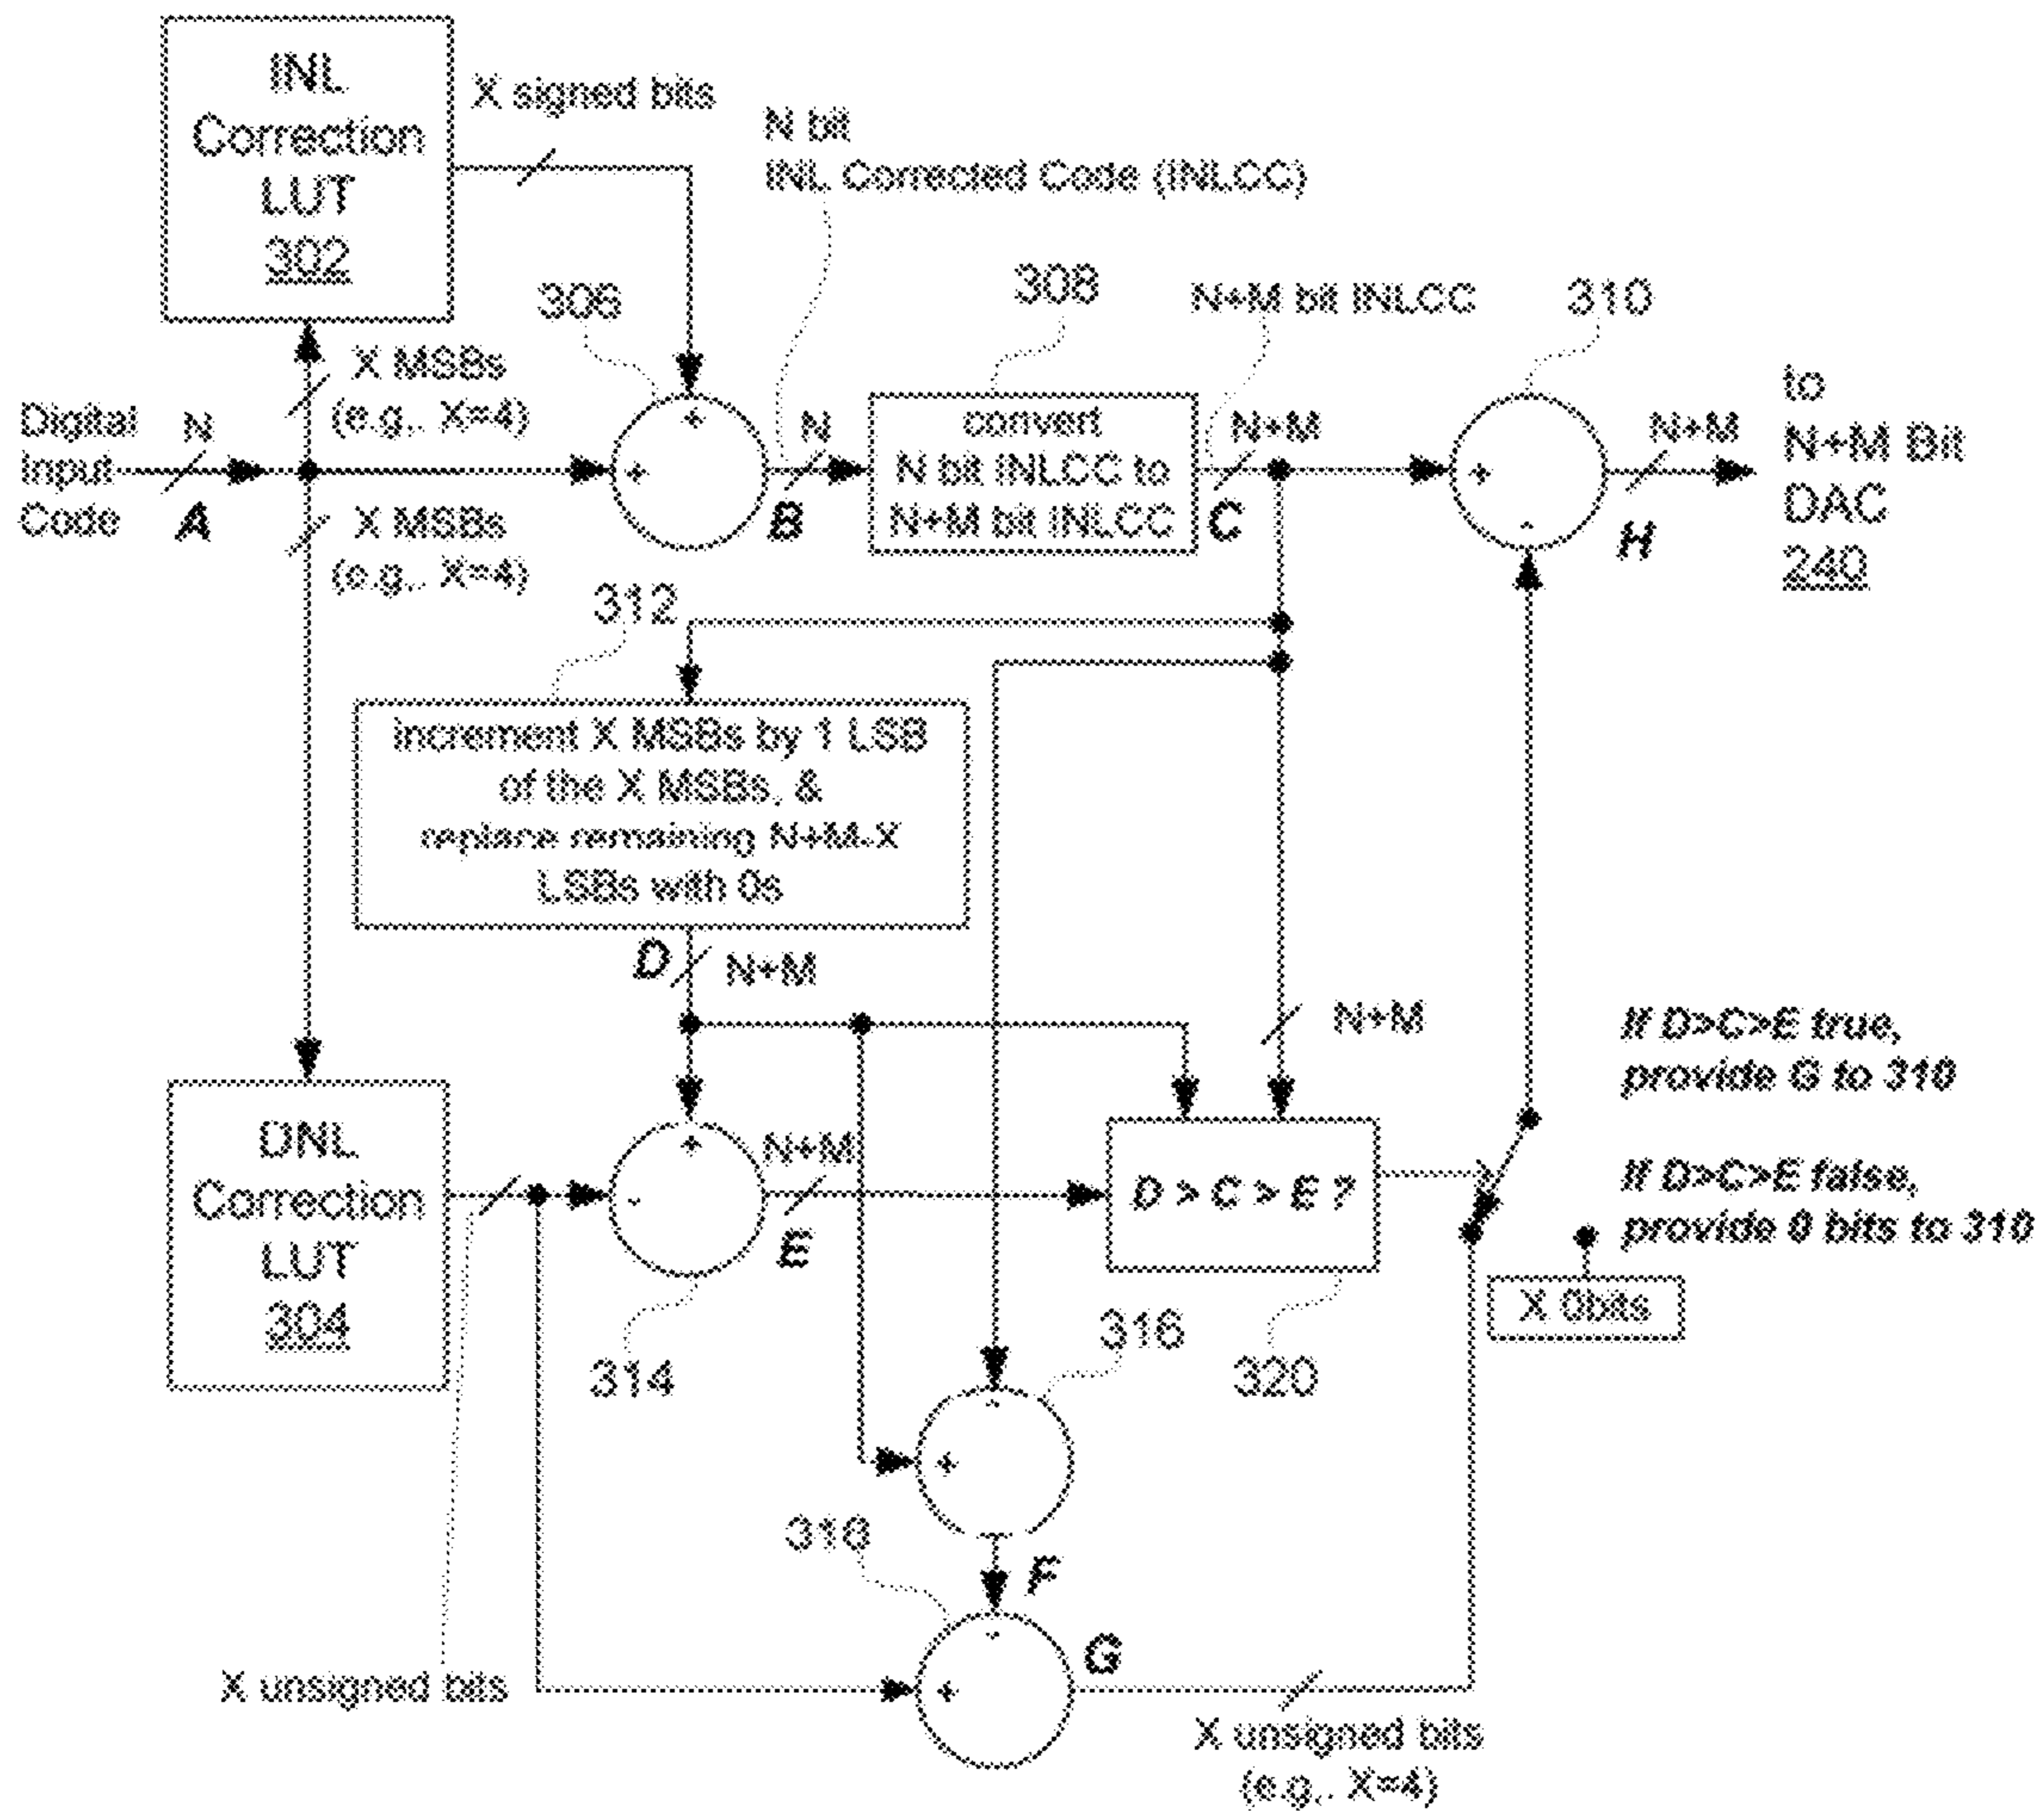 INL
Correction
LUT
302
X signed bits
N bit
INL Corrected Code (INLCC)
306
308
N+M bit INLCC
310
X MSBs
(e.g., X=4)
Digital
Input
Code
N
A
+
+
N
B
convert
N bit INLCC to
N+M bit INLCC
N+M
C
+
-
N+M
H
to
N+M Bit
DAC
240
X MSBs
(e.g., X=4)
312
increment X MSBs by 1 LSB
of the X MSBs, &
replace remaining N+M-X
LSBs with 0s
D
N+M
N+M
If D>C>E true,
provide G to 310
If D>C>E false,
provide 0 bits to 310
DNL
Correction
LUT
304
+
-
N+M
E
D > C > E ?
X 0bits
314
316
320
-
+
318
F
-
+
G
X unsigned bits
X unsigned bits
(e.g., X=4)